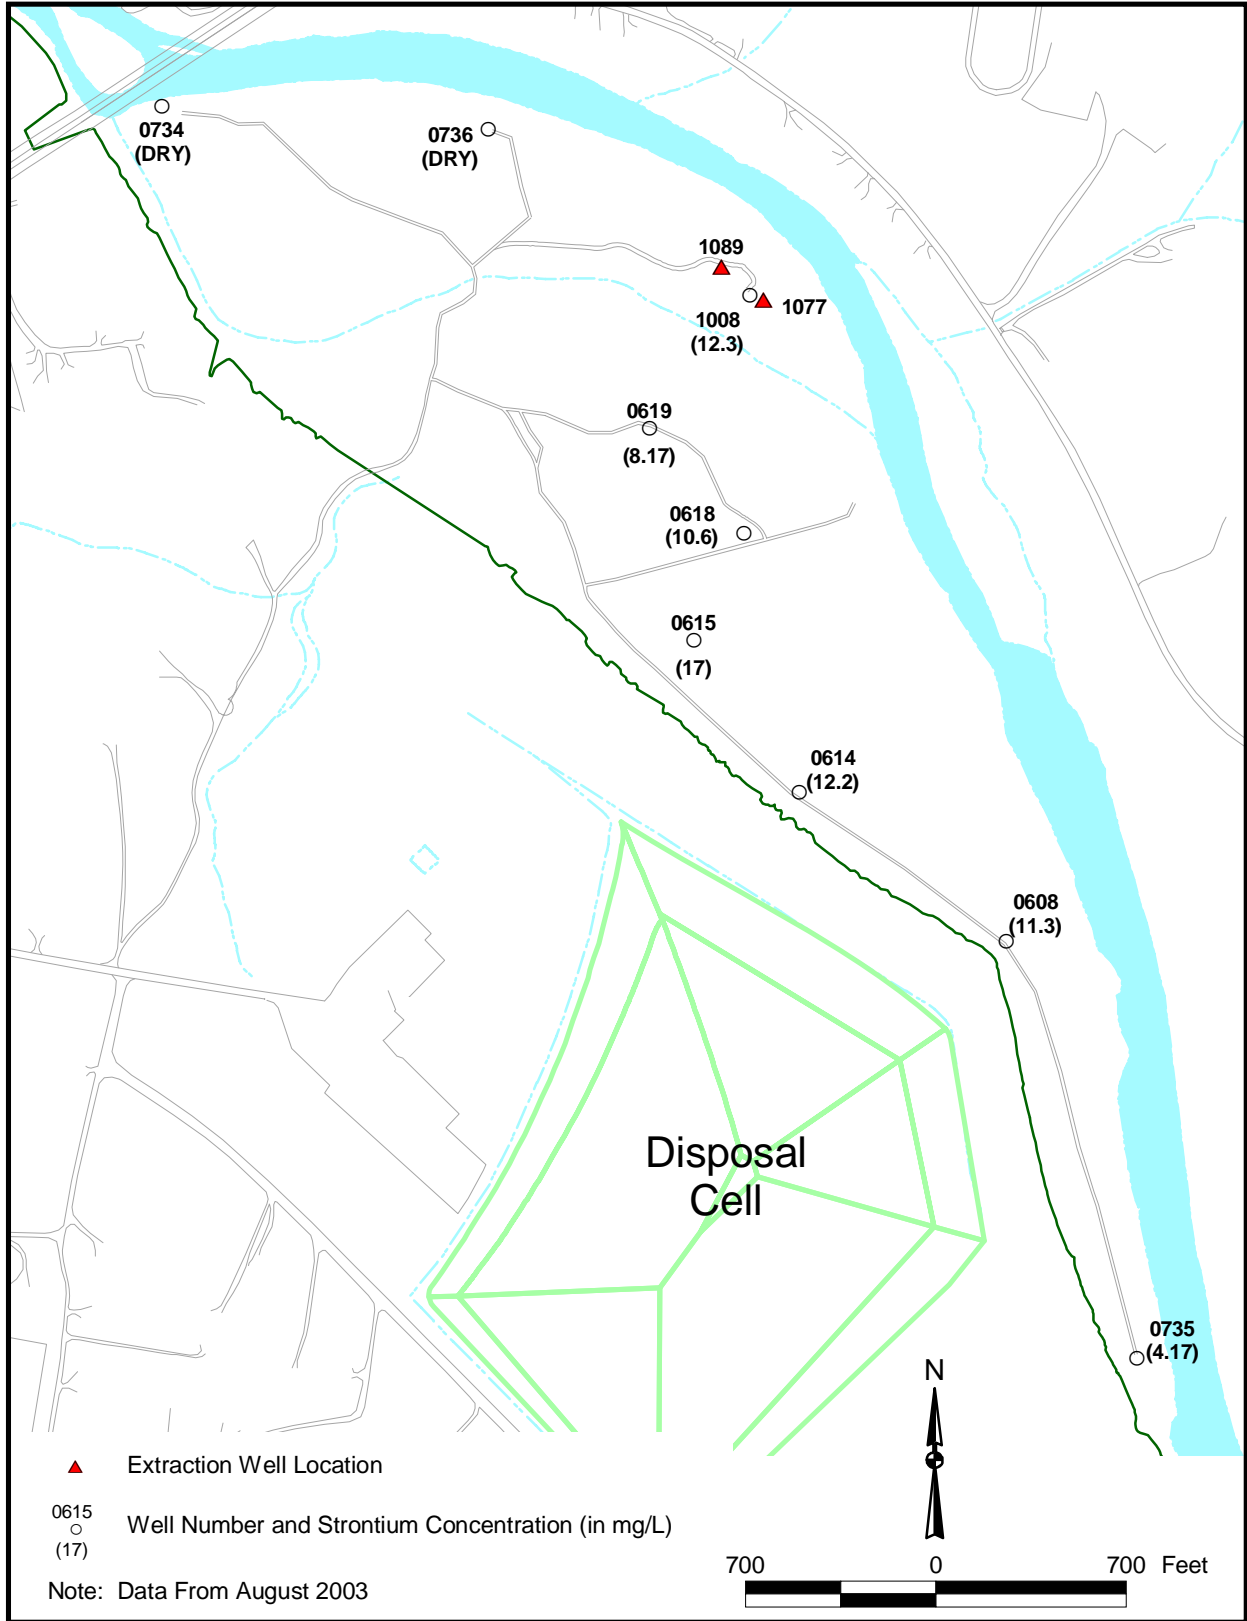 0734
(DRY)
0736
(DRY)
1089
1077
1008
(12.3)
0619
(8.17)
0618
(10.6)
0615
(17)
0614
(12.2)
0608
(11.3)
Disposal
Cell
0735
(4.17)
N
Extraction Well Location
0615
(17)
Well Number and Strontium Concentration (in mg/L)
Note: Data From August 2003
700 0 700 Feet